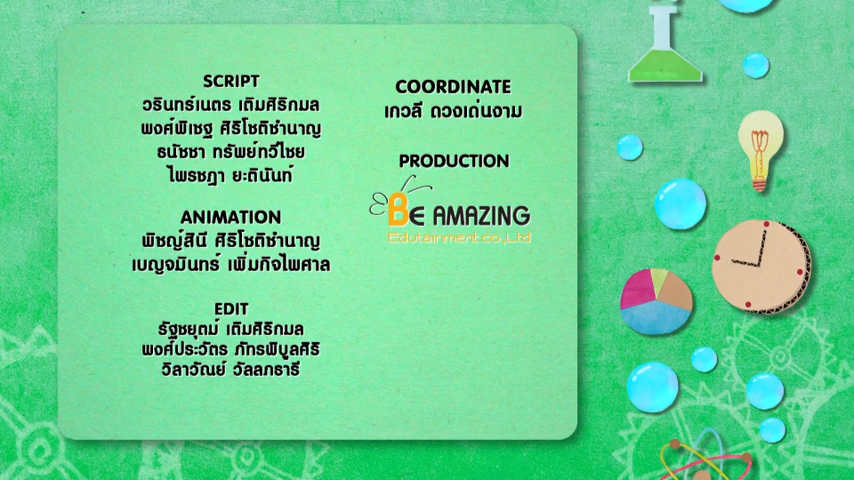 SCRIPT
วรินทร์เนตร เติมศิริกมล
พงศ์พิเชฐ ศิริโชติชำนาญ
ธนัชชา ทรัพย์ทวีไชย
ไพรชฎา ยะตินันท์
ANIMATION
พิชญ์สินี ศิริโชติชำนาญ
เบญจมินทร์ เพิ่มกิจไพศาล
EDIT
รัฐชยุตม์ เติมศิริกมล
พงศ์ประวัตร ภัทรพิบูลศิริ
วิลาวัณย์ วัลลภธารี
COORDINATE
เกวลี ดวงเด่นงาม
PRODUCTION
BE AMAZING
Edutainment co.,Ltd